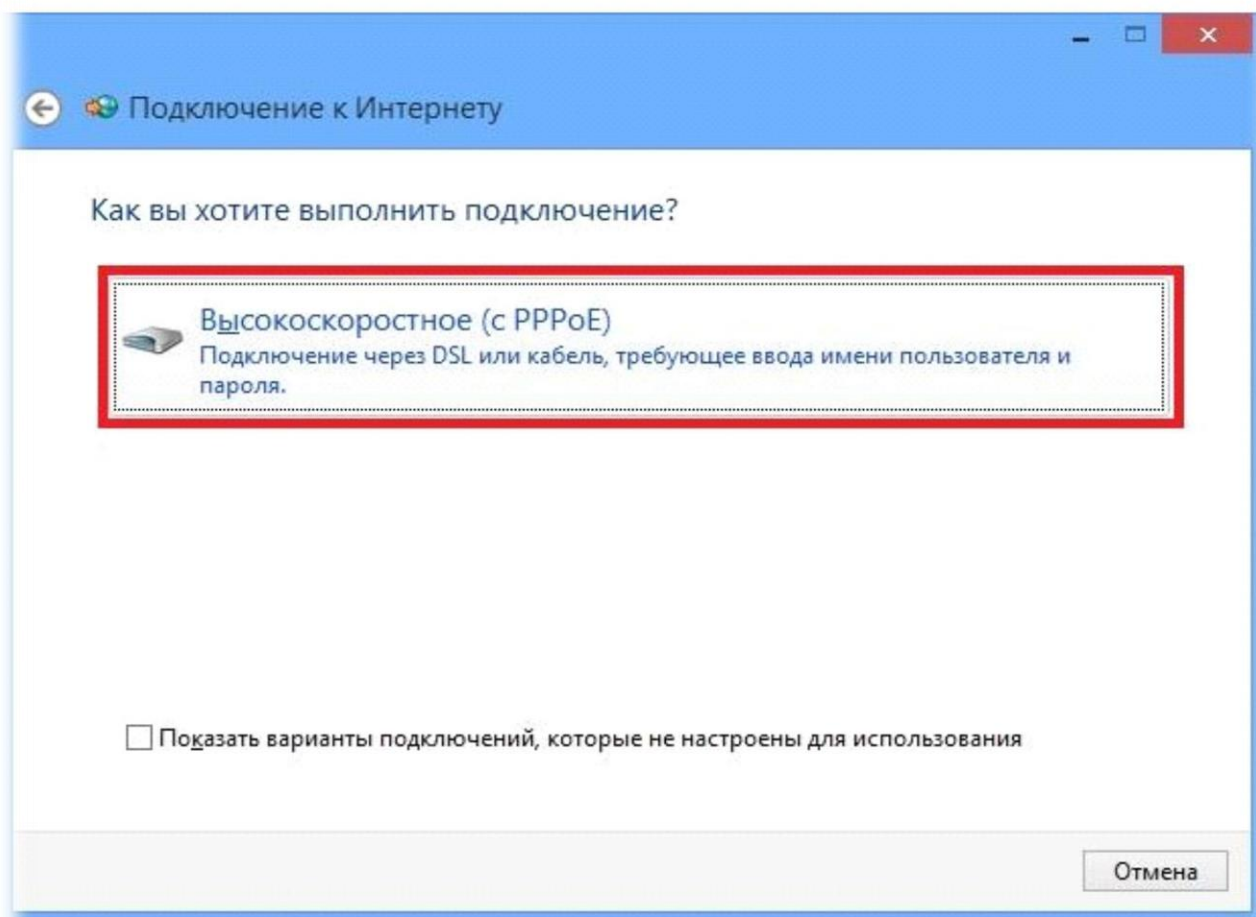 Подключение к Интернету
Как вы хотите выполнить подключение?
Высокоскоростное (с PPPoE)
Подключение через DSL или кабель, требующее ввода имени пользователя и
пароля.
Показать варианты подключений, которые не настроены для использования
Отмена